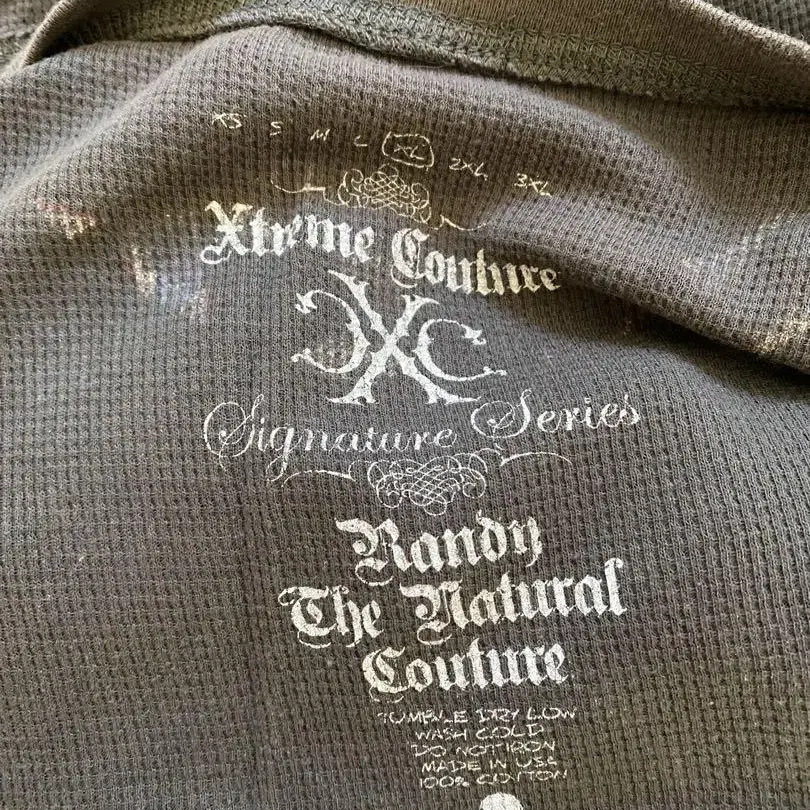 XS S M L XL 2XL 3XL
Xtreme Couture
XC
Signature Series
Randy
The Natural
Couture
TUMBLE DRY LOW
WASH COLD
DO NOT IRON
MADE IN USA
100% COTTON